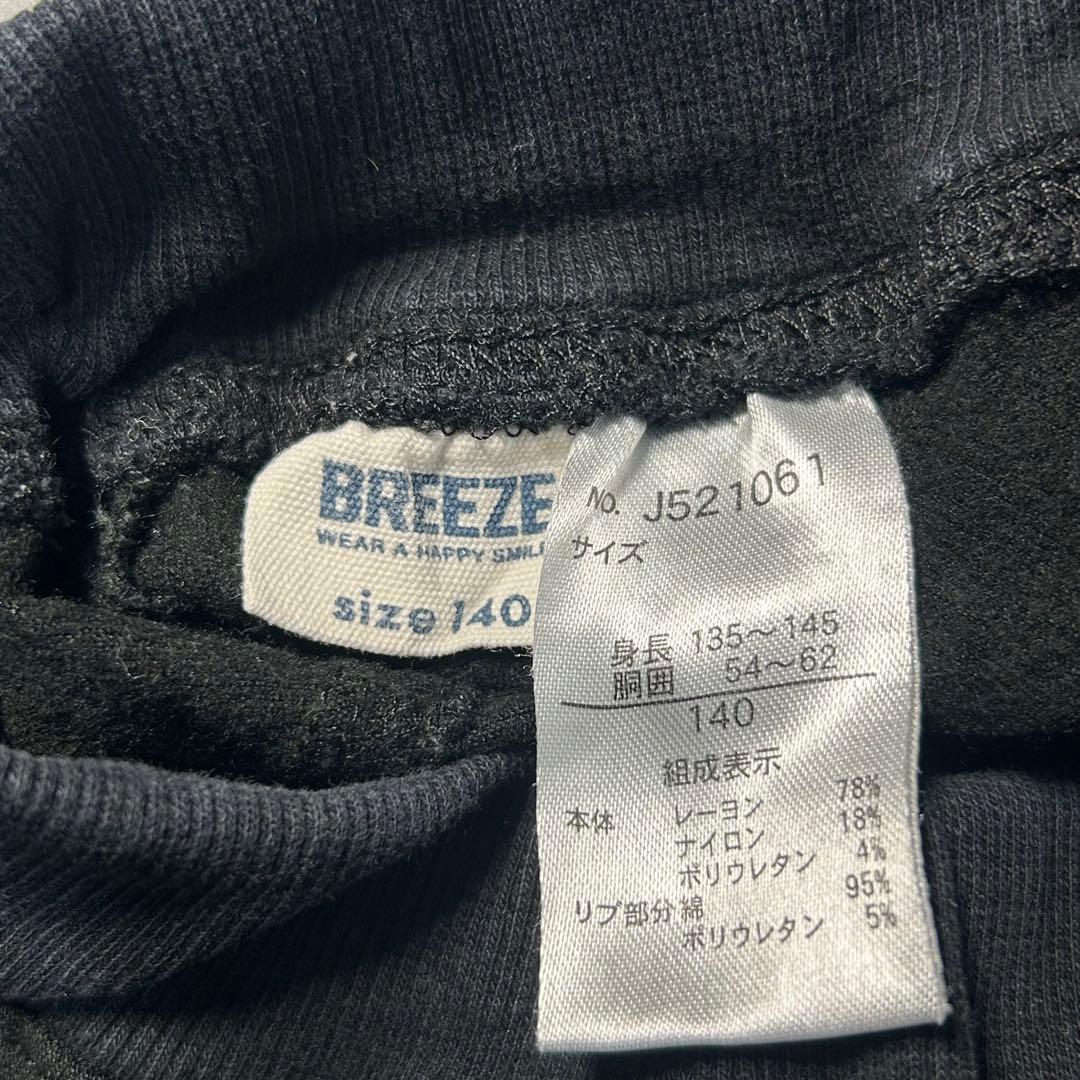 BREEZE
WEAR A HAPPY SMILE
size 140
No. J521061
サイズ
身長 135～145
胴囲 54～62
140
組成表示
本体 レーヨン 78%
ナイロン 18%
ポリウレタン 4%
リブ部分 綿 95%
ポリウレタン 5%